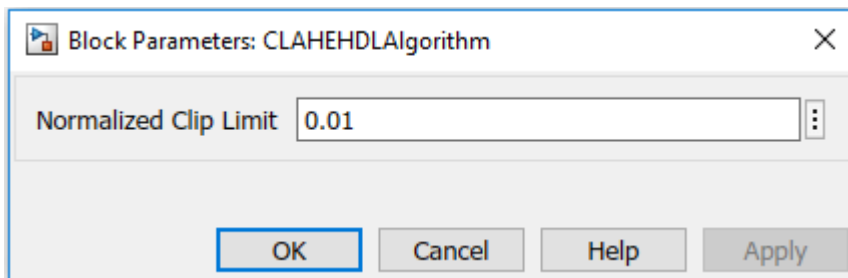 Block Parameters: CLAHEHDLAlgorithm
Normalized Clip Limit 0.01
OK Cancel Help Apply